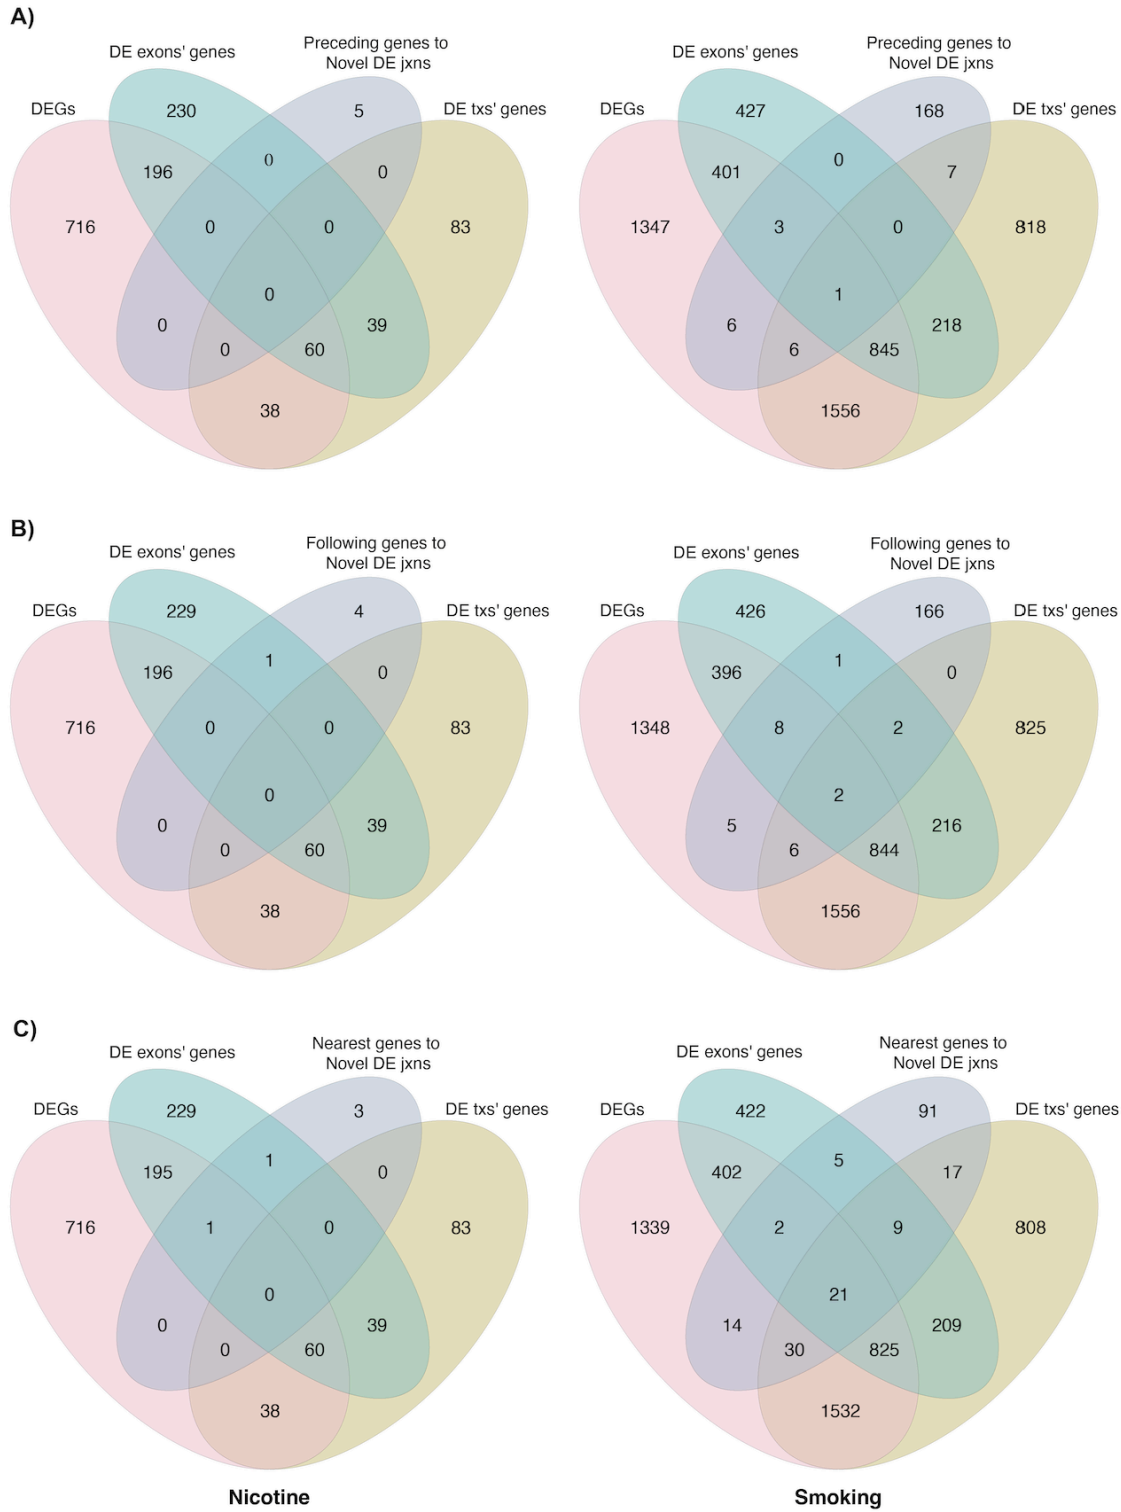 A)
DE exons' genes
Preceding genes to
Novel DE jxns
DEGs
DE txs' genes
230
5
0
196
0
716
0
0
83
0
0
39
0
60
38
DE exons' genes
Preceding genes to
Novel DE jxns
DEGs
DE txs' genes
427
168
0
401
7
1347
3
0
818
1
6
218
6
845
1556
B)
DE exons' genes
Following genes to
Novel DE jxns
DEGs
DE txs' genes
229
4
1
196
0
716
0
0
83
0
0
39
0
60
38
DE exons' genes
Following genes to
Novel DE jxns
DEGs
DE txs' genes
426
166
1
396
0
1348
8
2
825
2
5
216
6
844
1556
C)
DE exons' genes
Nearest genes to
Novel DE jxns
DEGs
DE txs' genes
229
3
1
195
0
716
1
0
83
0
0
39
0
60
38
Nicotine
DE exons' genes
Nearest genes to
Novel DE jxns
DEGs
DE txs' genes
422
91
5
402
17
1339
2
9
808
21
14
209
30
825
1532
Smoking